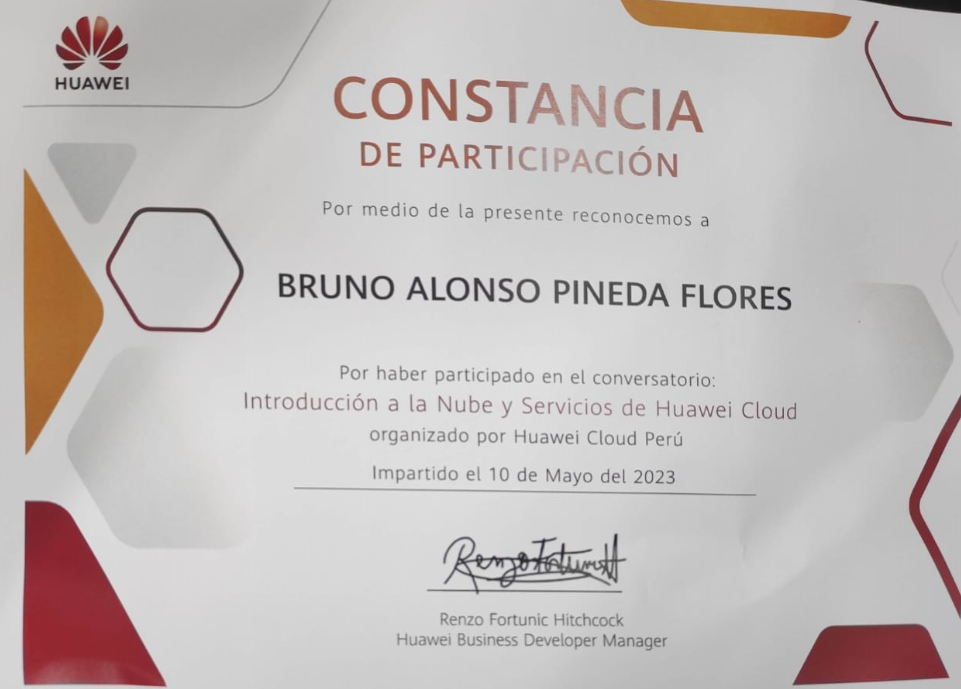 HUAWEI
CONSTANCIA
DE PARTICIPACIÓN
Por medio de la presente reconocemos a
BRUNO ALONSO PINEDA FLORES
Por haber participado en el conversatorio:
Introducción a la Nube y Servicios de Huawei Cloud
organizado por Huawei Cloud Perú
Impartido el 10 de Mayo del 2023
Renzo Fortunic H
Renzo Fortunic Hitchcock
Huawei Business Developer Manager